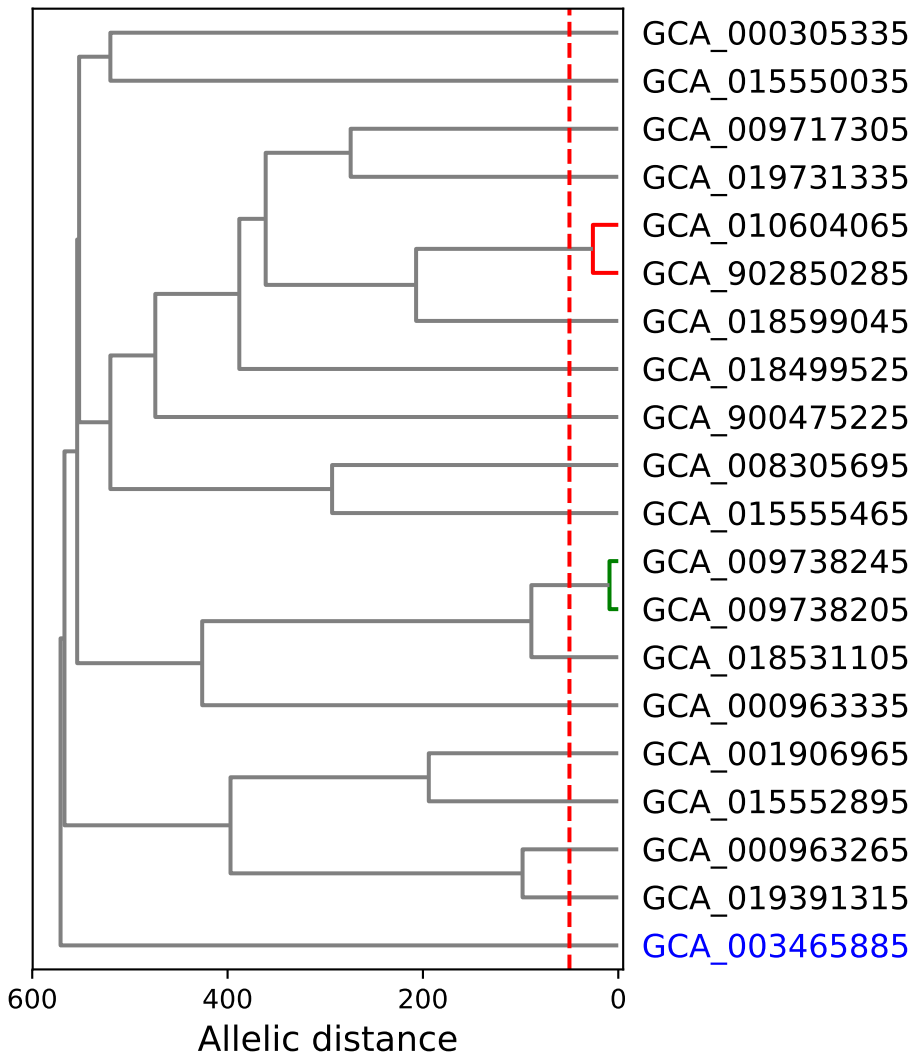 GCA_000305335
GCA_015550035
GCA_009717305
GCA_019731335
GCA_010604065
GCA_902850285
GCA_018599045
GCA_018499525
GCA_900475225
GCA_008305695
GCA_015555465
GCA_009738245
GCA_009738205
GCA_018531105
GCA_000963335
GCA_001906965
GCA_015552895
GCA_000963265
GCA_019391315
GCA_003465885
600 400 200 0
Allelic distance